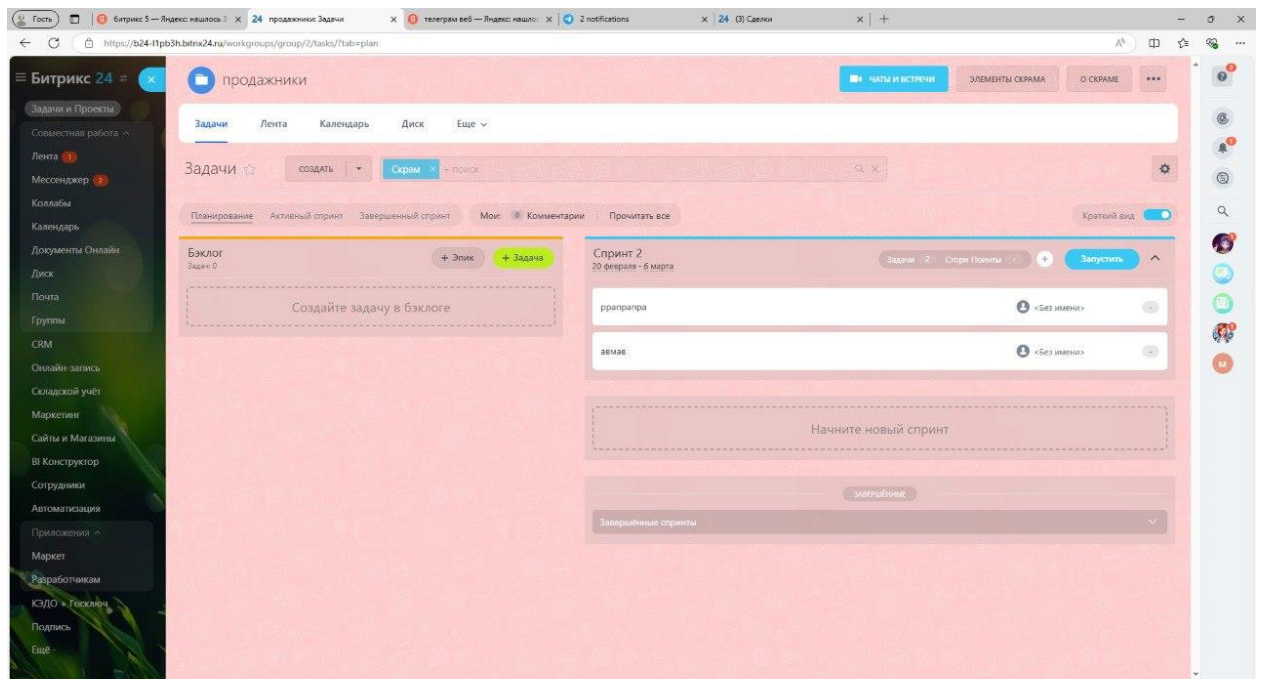 Гость
битрикс 5 — Яндекс: нашлось 3
24 продажники: Задачи
телеграм веб — Яндекс: нашлос
2 notifications
24 (3) Сделки
https://b24-l1pb3h.bitrix24.ru/workgroups/group/2/tasks/?tab=plan
Битрикс 24
Задачи и Проекты
Совместная работа
Лента 1
Мессенджер 2
Коллабы
Календарь
Документы Онлайн
Диск
Почта
Группы
CRM
Онлайн-запись
Складской учёт
Маркетинг
Сайты и Магазины
BI Конструктор
Сотрудники
Автоматизация
Приложения
Маркет
Разработчикам
КЭДО + Госключ
Подпись
Ещё
продажники
ЧАТЫ И ВСТРЕЧИ
ЭЛЕМЕНТЫ СКРАМА
О СКРАМЕ
Задачи Лента Календарь Диск Еще
Задачи
СОЗДАТЬ
Скрам × + поиск
Планирование Активный спринт Завершенный спринт
Мои: 0 Комментарии Прочитать все
Краткий вид
Бэклог
Задач: 0
+ Эпик
+ Задача
Создайте задачу в бэклоге
Спринт 2
20 февраля - 6 марта
Задачи 2 Стори Поинты -
+
Запустить
ррапрапра
<Без имени>
-
авмав
<Без имени>
-
Начните новый спринт
ЗАВЕРШЁННЫЕ
Завершённые спринты
М